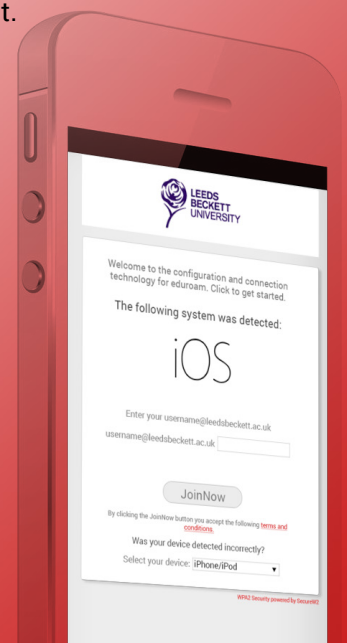 t.
LEEDS
BECKETT
UNIVERSITY
Welcome to the configuration and connection
technology for eduroam. Click to get started.
The following system was detected:
iOS
Enter your username@leedsbeckett.ac.uk
username@leedsbeckett.ac.uk
JoinNow
By clicking the JoinNow button you accept the following terms and
conditions.
Was your device detected incorrectly?
Select your device: iPhone/iPod
WPA2 Security powered by SecureW2